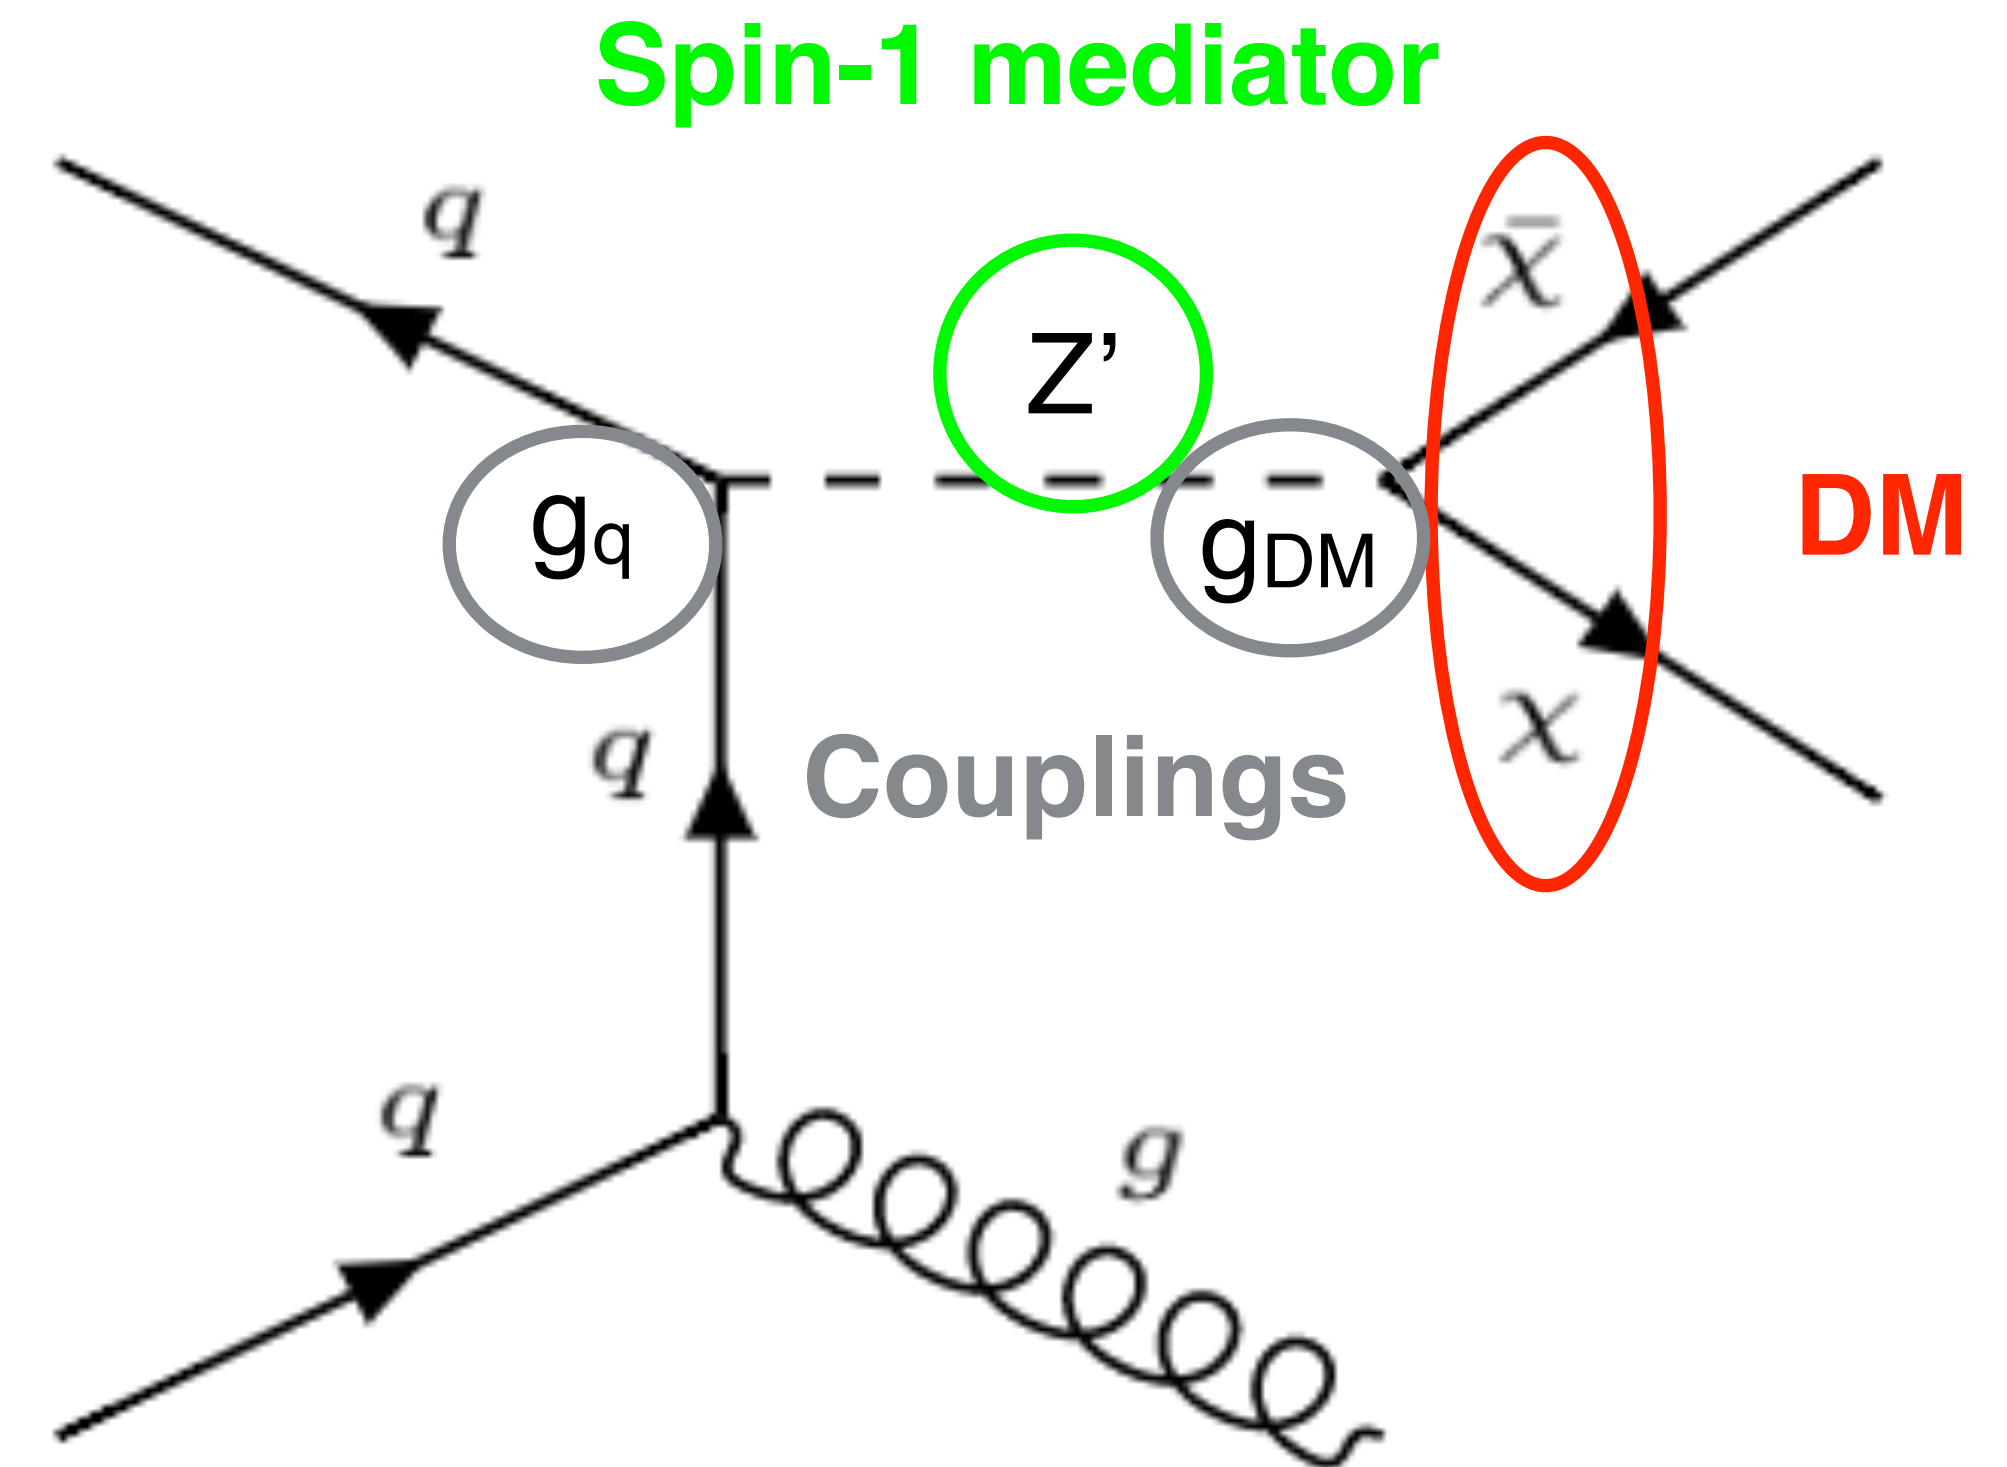 Spin-1 mediator
q
χ̄
Z’
gq
gDM
DM
q
Couplings
χ
q
g